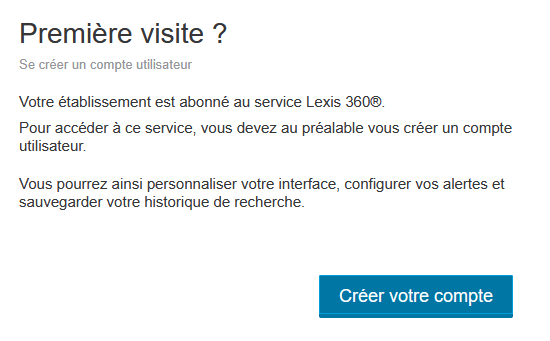 Première visite ?
Se créer un compte utilisateur
Votre établissement est abonné au service Lexis 360®.
Pour accéder à ce service, vous devez au préalable vous créer un compte
utilisateur.
Vous pourrez ainsi personnaliser votre interface, configurer vos alertes et
sauvegarder votre historique de recherche.
Créer votre compte